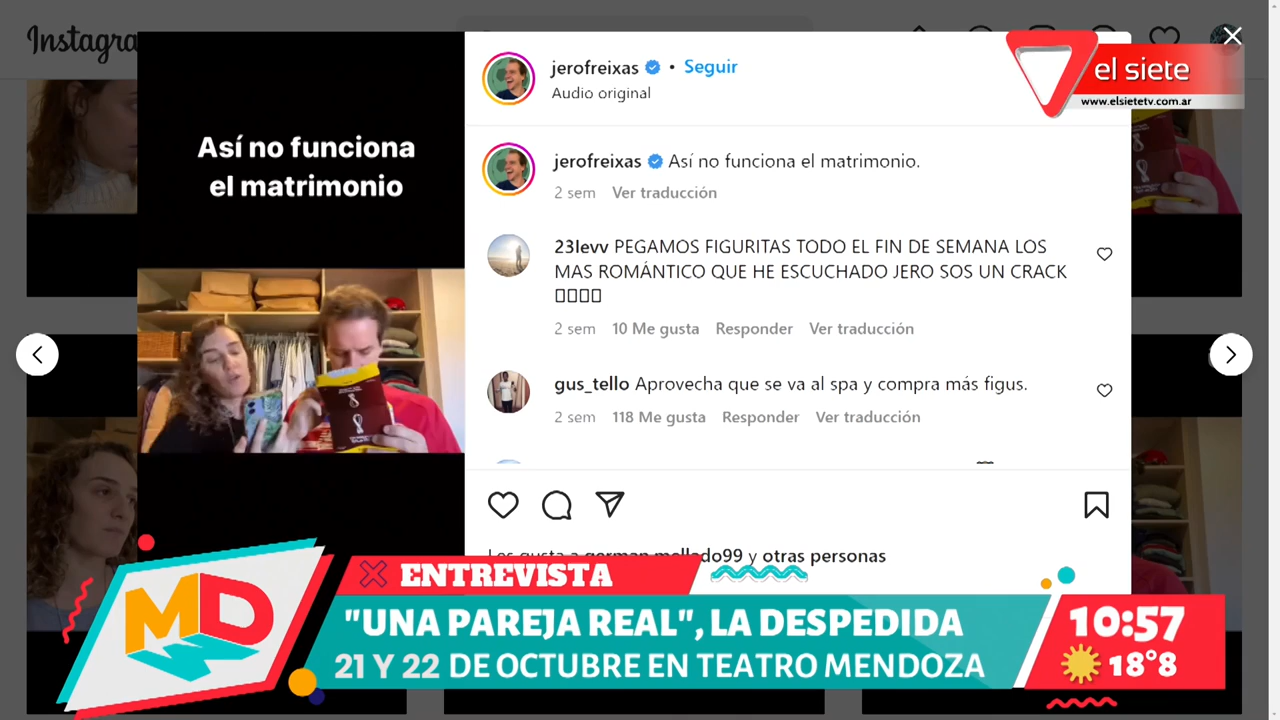 Instagra
Así no funciona
el matrimonio
jerofreixas • Seguir
Audio original
el siete
www.elsietetv.com.ar
jerofreixas Así no funciona el matrimonio.
2 sem Ver traducción
23levv PEGAMOS FIGURITAS TODO EL FIN DE SEMANA LOS
MAS ROMÁNTICO QUE HE ESCUCHADO JERO SOS UN CRACK
2 sem 10 Me gusta Responder Ver traducción
gus_tello Aprovecha que se va al spa y compra más figus.
2 sem 118 Me gusta Responder Ver traducción
Les gusta a german.mellado99 y otras personas
MD
ENTREVISTA
"UNA PAREJA REAL", LA DESPEDIDA
21 Y 22 DE OCTUBRE EN TEATRO MENDOZA
10:57
18°8